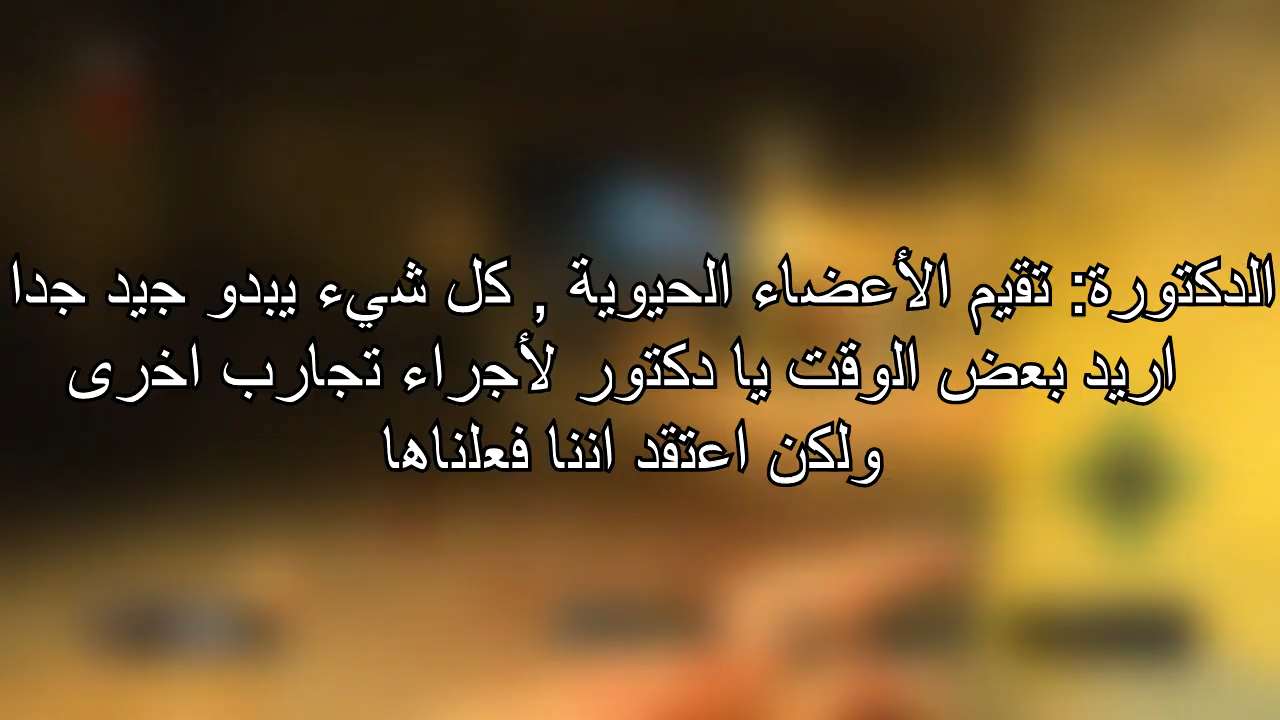 الدكتورة: تقيم الأعضاء الحيوية , كل شيء يبدو جيد جدا
اريد بعض الوقت يا دكتور لأجراء تجارب اخرى
ولكن اعتقد اننا فعلناها